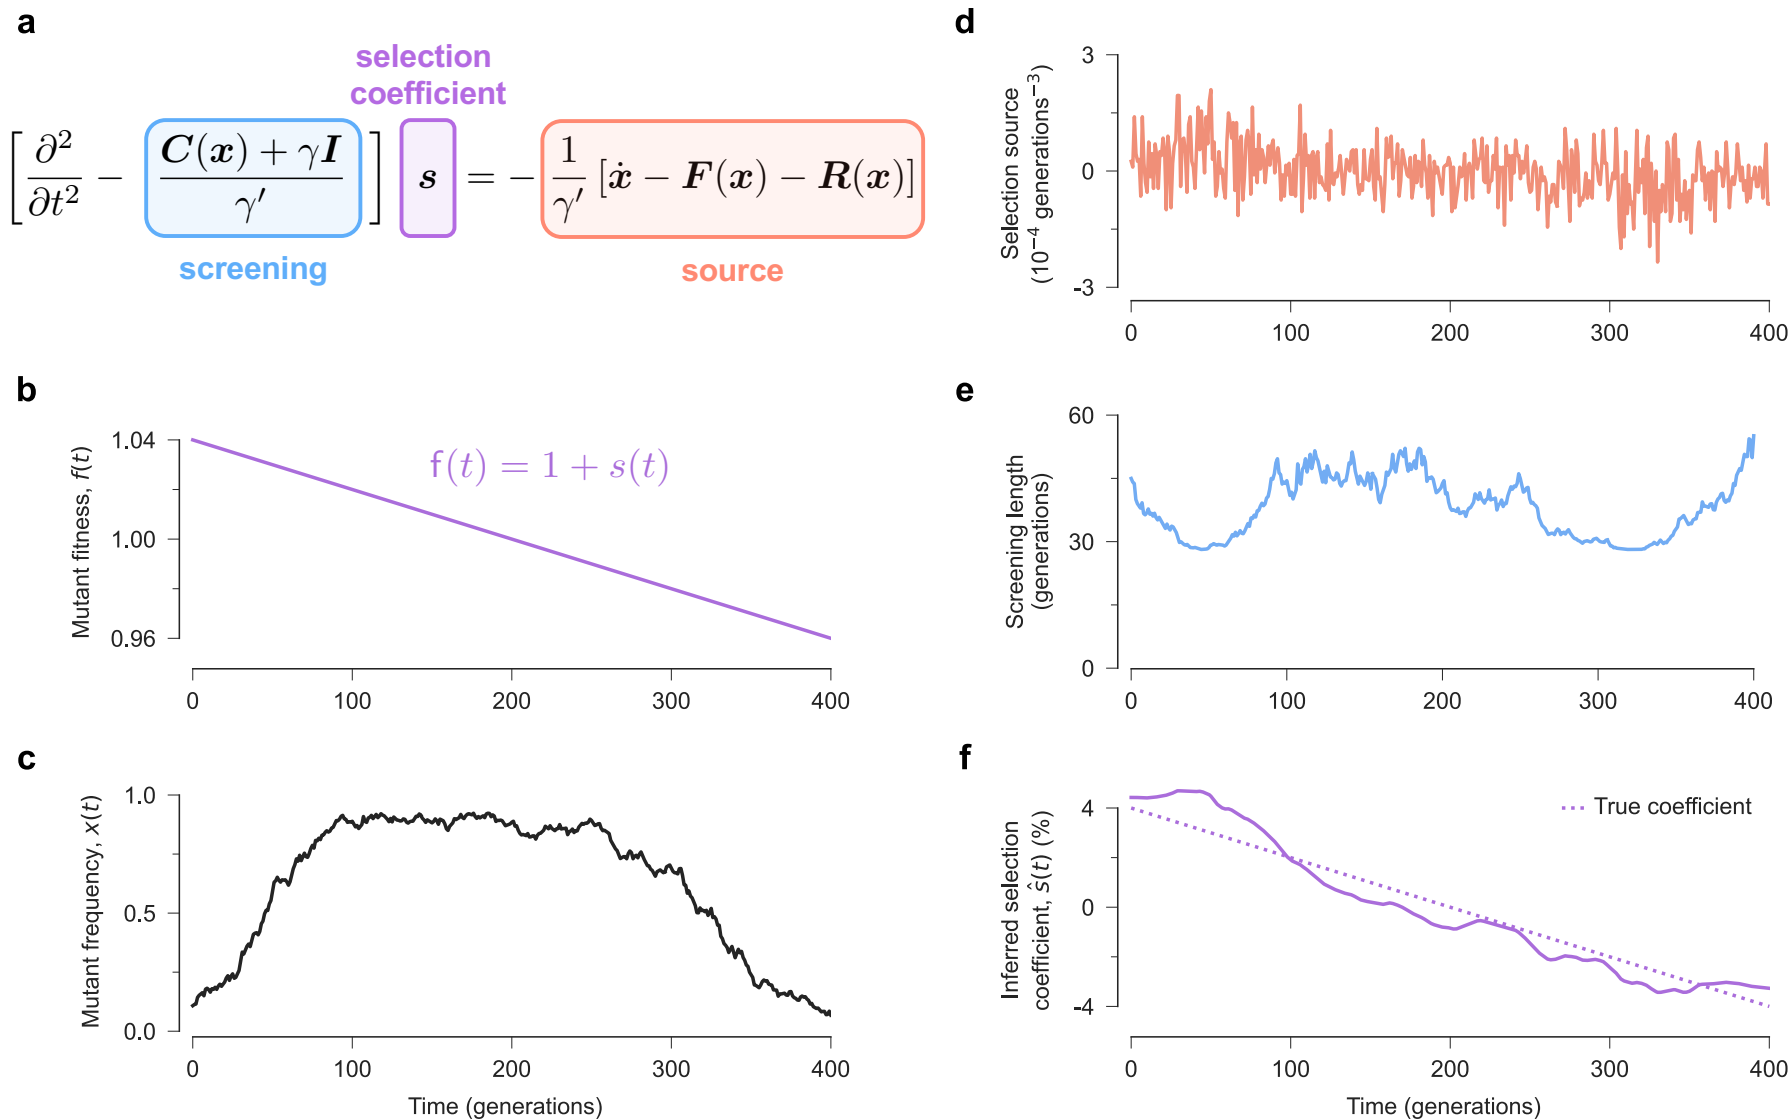 a
selection
coefficient
[ ∂²/∂t² − (C(x) + γI)/γ′ ] s = − 1/γ′ [ẋ − F(x) − R(x)]
screening
source
b
Mutant fitness, f(t)
1.04
1.00
0.96
f(t) = 1 + s(t)
0 100 200 300 400
c
Mutant frequency, x(t)
1.0
0.5
0.0
0 100 200 300 400
Time (generations)
d
Selection source
(10⁻⁴ generations⁻³)
3
0
-3
0 100 200 300 400
e
Screening length
(generations)
60
30
0
0 100 200 300 400
f
Inferred selection
coefficient, ŝ(t) (%)
4
0
-4
True coefficient
0 100 200 300 400
Time (generations)